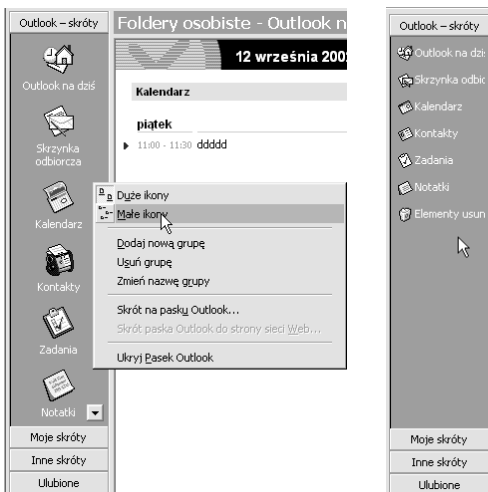 Outlook – skróty
Foldery osobiste - Outlook n
12 września 200
Outlook na dziś
Kalendarz
piątek
11:00 - 11:30 ddddd
Skrzynka
odbiorcza
Kalendarz
Kontakty
Zadania
Notatki
Moje skróty
Inne skróty
Ulubione
Duże ikony
Małe ikony
Dodaj nową grupę
Usuń grupę
Zmień nazwę grupy
Skrót na pasku Outlook...
Skrót paska Outlook do strony sieci Web...
Ukryj Pasek Outlook
Outlook – skróty
Outlook na dzi
Skrzynka odbic
Kalendarz
Kontakty
Zadania
Notatki
Elementy usun
Moje skróty
Inne skróty
Ulubione